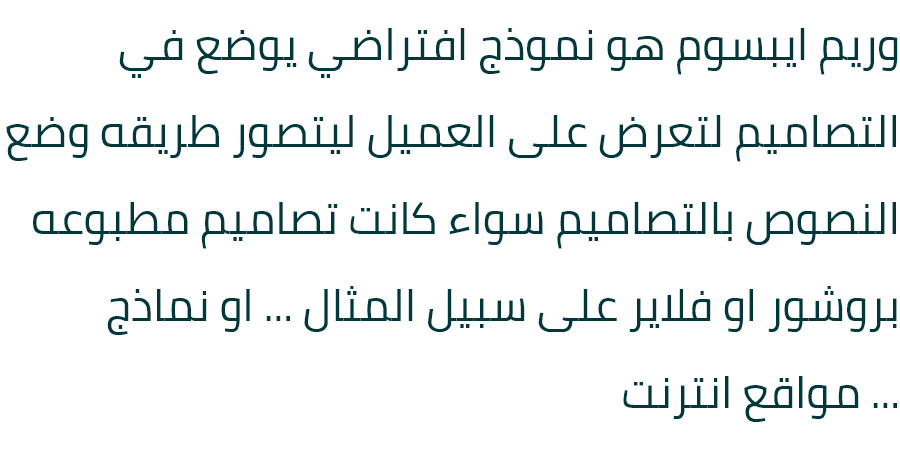 وريم ايبسوم هو نموذج افتراضي يوضع في
التصاميم لتعرض على العميل ليتصور طريقه وضع
النصوص بالتصاميم سواء كانت تصاميم مطبوعه
بروشور او فلاير على سبيل المثال ... او نماذج
... مواقع انترنت